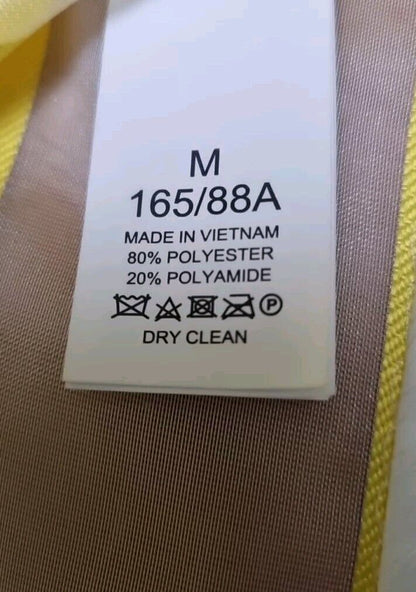 M
165/88A
MADE IN VIETNAM
80% POLYESTER
20% POLYAMIDE
P
DRY CLEAN